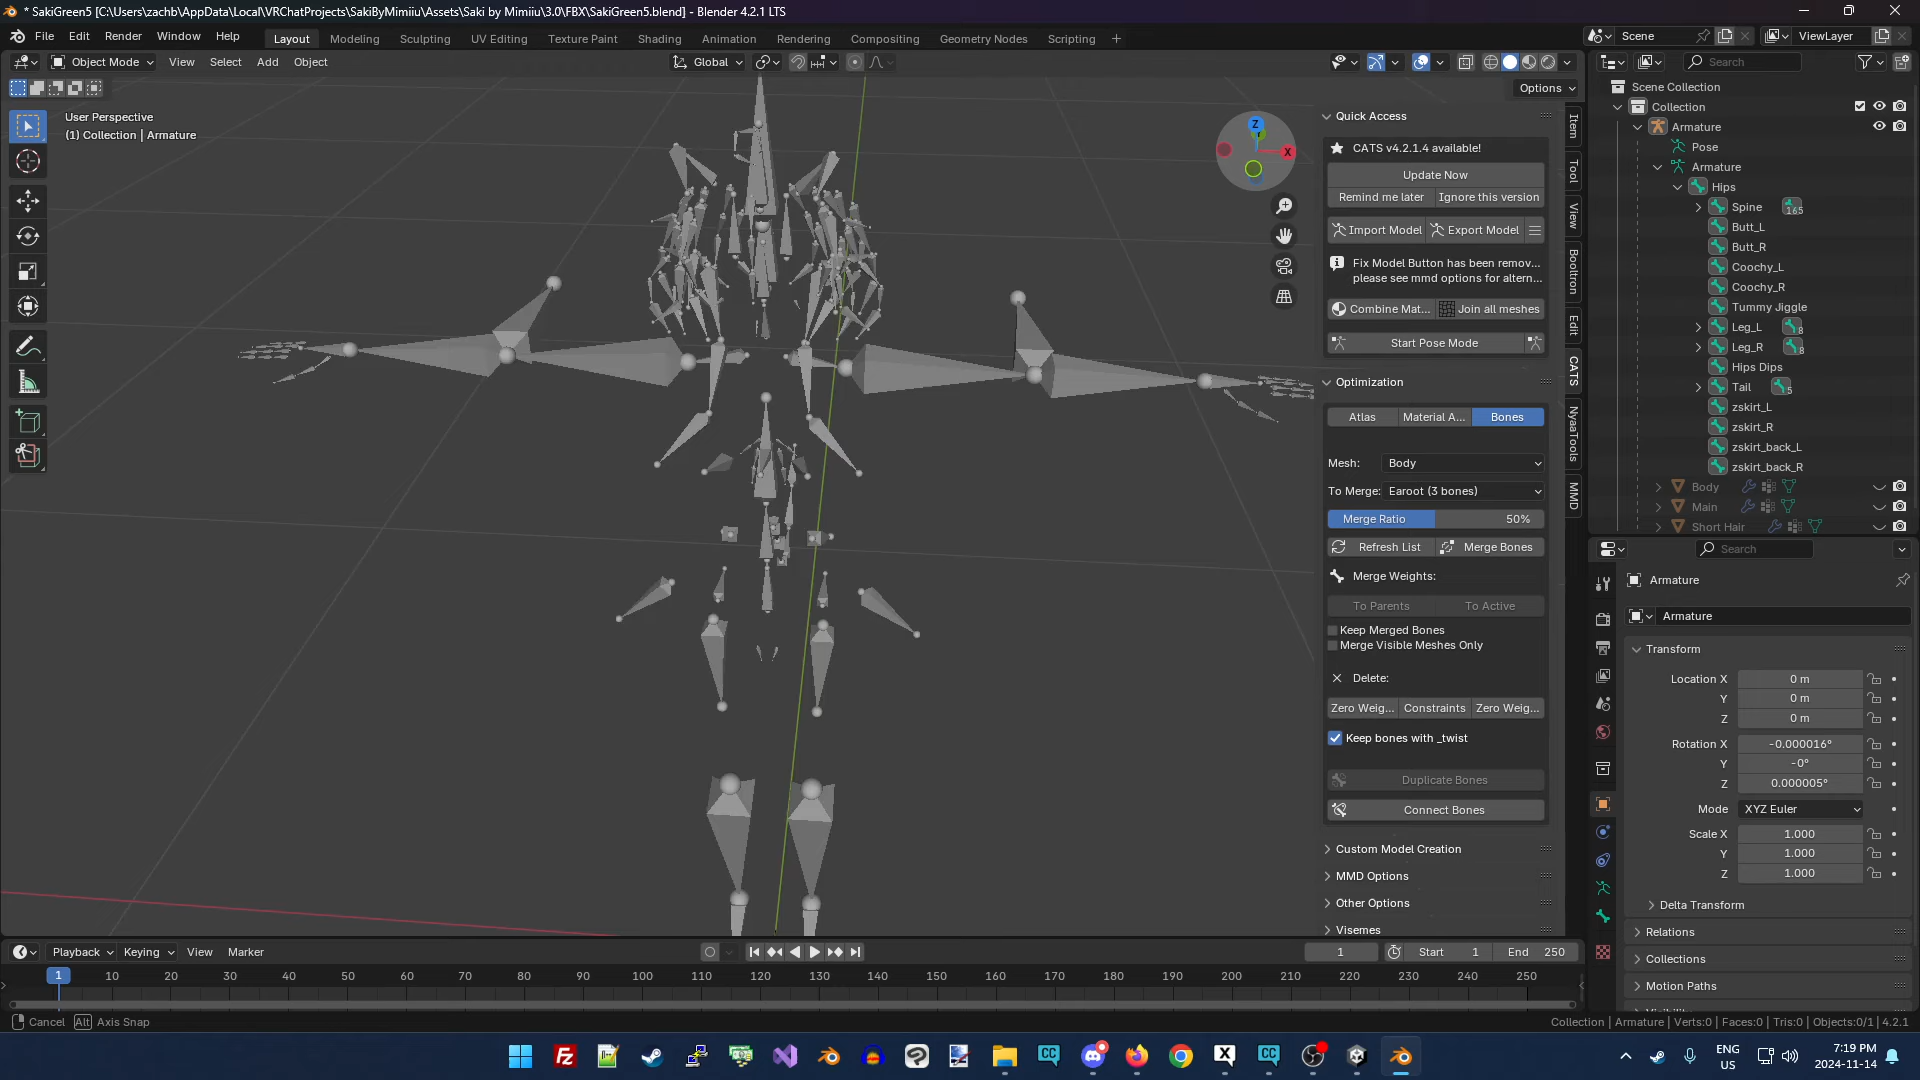 * SakiGreen5 [C:\Users\zachb\AppData\Local\VRChatProjects\SakiByMimiiu\Assets\Saki by Mimiiu\3.0\FBX\SakiGreen5.blend] - Blender 4.2.1 LTS
File Edit Render Window Help Layout Modeling Sculpting UV Editing Texture Paint Shading Animation Rendering Compositing Geometry Nodes Scripting + Scene ViewLayer
Object Mode View Select Add Object Global Search
Options
User Perspective
(1) Collection | Armature
Z
X
Quick Access
CATS v4.2.1.4 available!
Update Now
Remind me later Ignore this version
Import Model Export Model
Fix Model Button has been remov...
please see mmd options for altern...
Combine Mat... Join all meshes
Start Pose Mode
Optimization
Atlas Material A... Bones
Mesh: Body
To Merge: Earoot (3 bones)
Merge Ratio 50%
Refresh List Merge Bones
Merge Weights:
To Parents To Active
Keep Merged Bones
Merge Visible Meshes Only
Delete:
Zero Weig... Constraints Zero Weig...
Keep bones with _twist
Duplicate Bones
Connect Bones
Custom Model Creation
MMD Options
Other Options
Visemes
Item
Tool
View
Booltron
Edit
CATS
NyaaTools
MMD
Scene Collection
Collection
Armature
Pose
Armature
Hips
Spine 165
Butt_L
Butt_R
Coochy_L
Coochy_R
Tummy Jiggle
Leg_L 8
Leg_R 8
Hips Dips
Tail 5
zskirt_L
zskirt_R
zskirt_back_L
zskirt_back_R
Body
Main
Short Hair
Search
Armature
Armature
Transform
Location X 0 m
Y 0 m
Z 0 m
Rotation X -0.000016°
Y -0°
Z 0.000005°
Mode XYZ Euler
Scale X 1.000
Y 1.000
Z 1.000
Delta Transform
Relations
Collections
Motion Paths
Playback Keying View Marker 1 Start 1 End 250
1 10 20 30 40 50 60 70 80 90 100 110 120 130 140 150 160 170 180 190 200 210 220 230 240 250
Cancel Alt Axis Snap Collection | Armature | Verts:0 | Faces:0 | Tris:0 | Objects:0/1 | 4.2.1
ENG
US
7:19 PM
2024-11-14